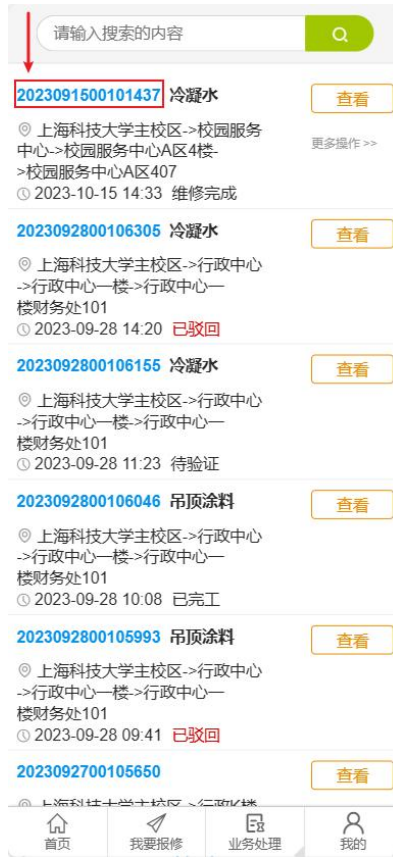 请输入搜索的内容
2023091500101437 冷凝水
查看
上海科技大学主校区->校园服务
中心->校园服务中心A区4楼-
>校园服务中心A区407
更多操作 >>
2023-10-15 14:33 维修完成
2023092800106305 冷凝水
查看
上海科技大学主校区->行政中心
->行政中心一楼->行政中心一
楼财务处101
2023-09-28 14:20 已驳回
2023092800106155 冷凝水
查看
上海科技大学主校区->行政中心
->行政中心一楼->行政中心一
楼财务处101
2023-09-28 11:23 待验证
2023092800106046 吊顶涂料
查看
上海科技大学主校区->行政中心
->行政中心一楼->行政中心一
楼财务处101
2023-09-28 10:08 已完工
2023092800105993 吊顶涂料
查看
上海科技大学主校区->行政中心
->行政中心一楼->行政中心一
楼财务处101
2023-09-28 09:41 已驳回
2023092700105650
查看
上海科技大学主校区->行政K楼
首页
我要报修
业务处理
我的